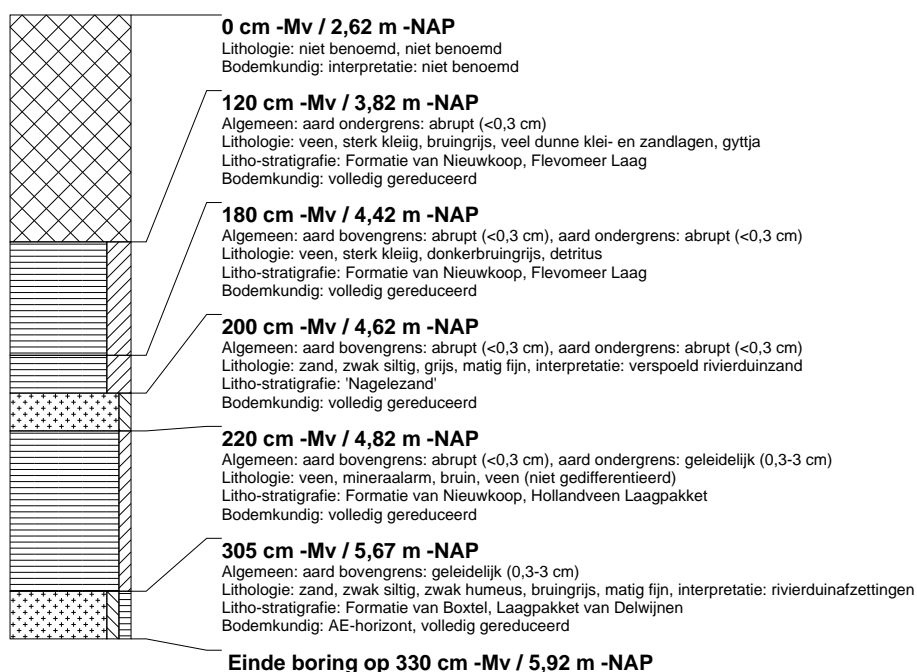 0 cm -Mv / 2,62 m -NAP
Lithologie: niet benoemd, niet benoemd
Bodemkundig: interpretatie: niet benoemd
120 cm -Mv / 3,82 m -NAP
Algemeen: aard ondergrens: abrupt (<0,3 cm)
Lithologie: veen, sterk kleiig, bruingrijs, veel dunne klei- en zandlagen, gyttja
Litho-stratigrafie: Formatie van Nieuwkoop, Flevomeer Laag
Bodemkundig: volledig gereduceerd
180 cm -Mv / 4,42 m -NAP
Algemeen: aard bovengrens: abrupt (<0,3 cm), aard ondergrens: abrupt (<0,3 cm)
Lithologie: veen, sterk kleiig, donkerbruingrijs, detritus
Litho-stratigrafie: Formatie van Nieuwkoop, Flevomeer Laag
Bodemkundig: volledig gereduceerd
200 cm -Mv / 4,62 m -NAP
Algemeen: aard bovengrens: abrupt (<0,3 cm), aard ondergrens: abrupt (<0,3 cm)
Lithologie: zand, zwak siltig, grijs, matig fijn, interpretatie: verspoeld rivierduinzand
Litho-stratigrafie: 'Nagelezand'
Bodemkundig: volledig gereduceerd
220 cm -Mv / 4,82 m -NAP
Algemeen: aard bovengrens: abrupt (<0,3 cm), aard ondergrens: geleidelijk (0,3-3 cm)
Lithologie: veen, mineraalarm, bruin, veen (niet gedifferentieerd)
Litho-stratigrafie: Formatie van Nieuwkoop, Hollandveen Laagpakket
Bodemkundig: volledig gereduceerd
305 cm -Mv / 5,67 m -NAP
Algemeen: aard bovengrens: geleidelijk (0,3-3 cm)
Lithologie: zand, zwak siltig, zwak humeus, bruingrijs, matig fijn, interpretatie: rivierduinafzettingen
Litho-stratigrafie: Formatie van Boxtel, Laagpakket van Delwijnen
Bodemkundig: AE-horizont, volledig gereduceerd
Einde boring op 330 cm -Mv / 5,92 m -NAP